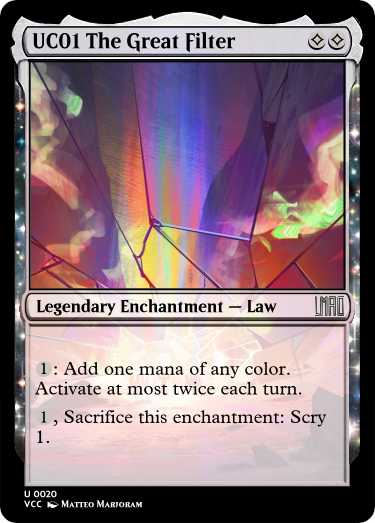 UC01 The Great Filter
Legendary Enchantment — Law
LMAO
1 : Add one mana of any color.
Activate at most twice each turn.
1 , Sacrifice this enchantment: Scry
1.
U 0020
VCC Matteo Marjoram